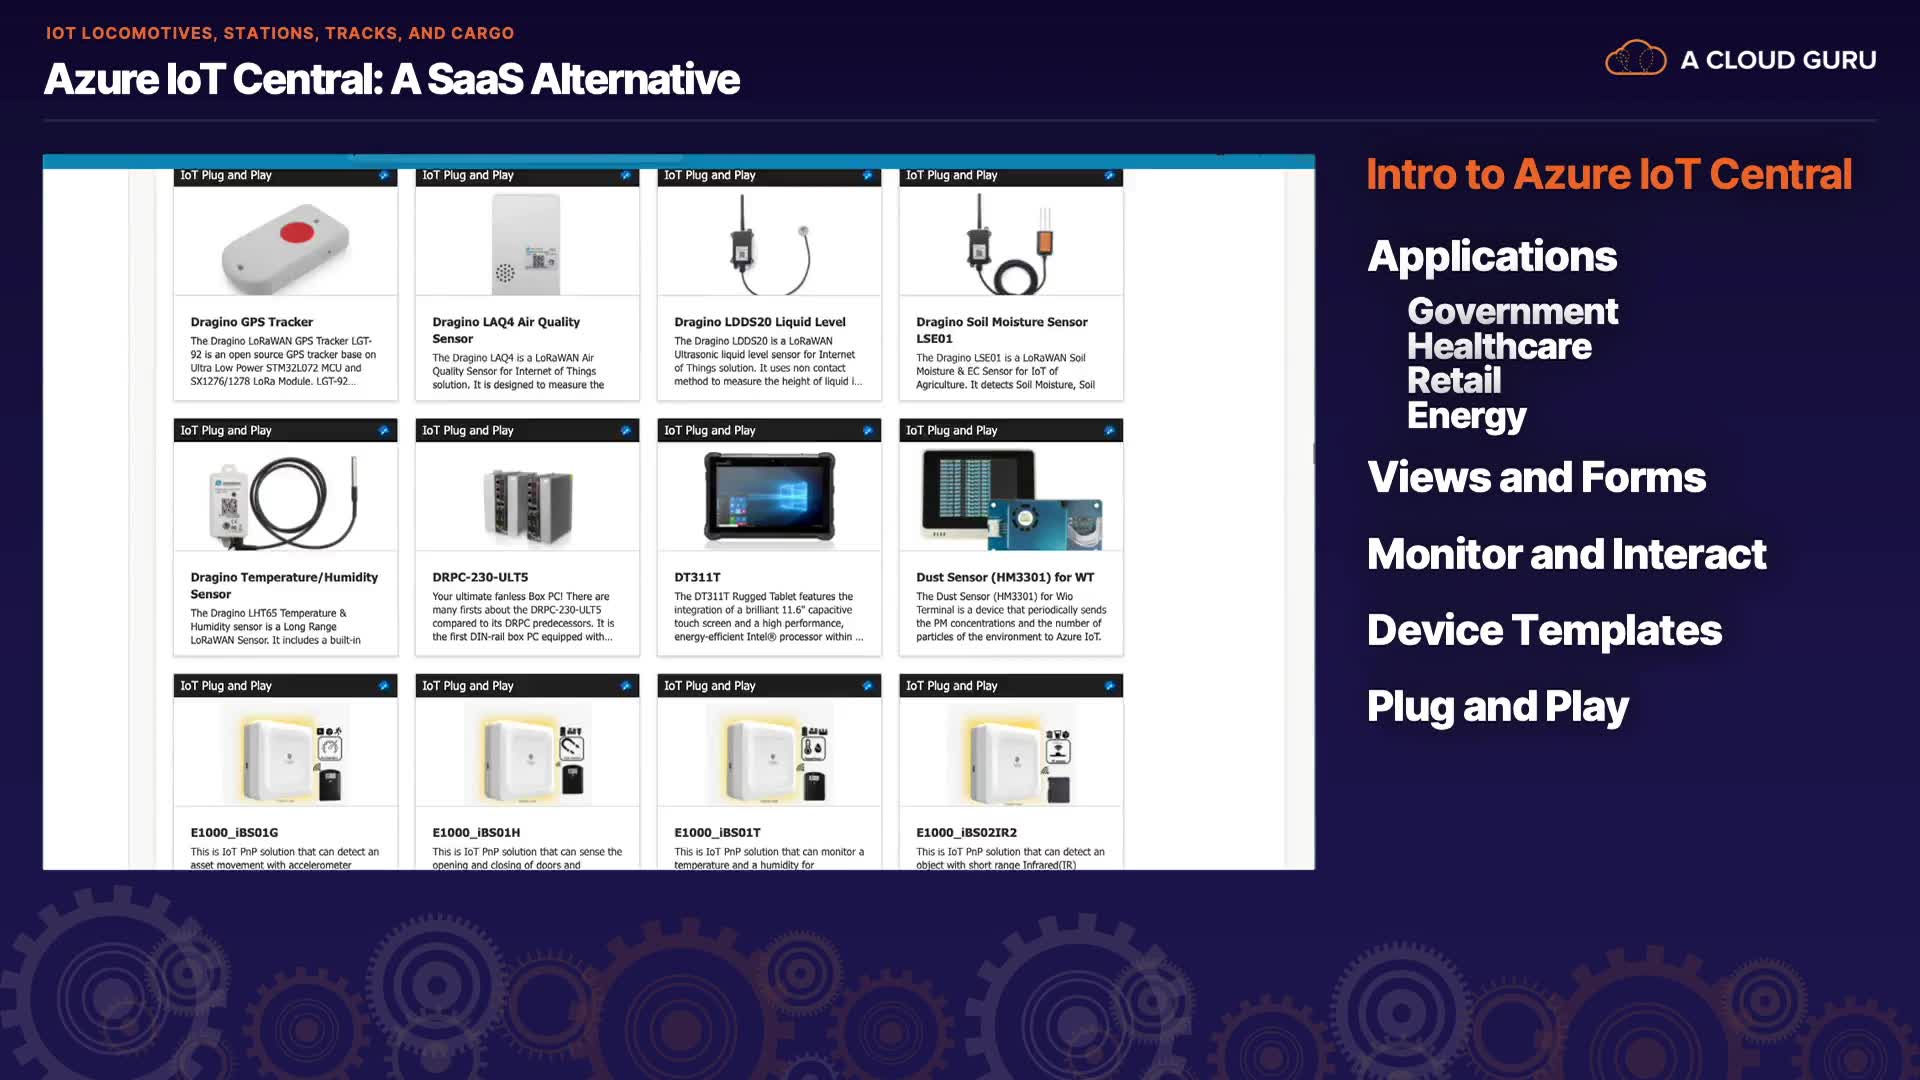 IOT LOCOMOTIVES, STATIONS, TRACKS, AND CARGO
Azure IoT Central: A SaaS Alternative
A CLOUD GURU
IoT Plug and Play
Dragino GPS Tracker
The Dragino LoRaWAN GPS Tracker LGT-
92 is an open source GPS tracker base on
Ultra Low Power STM32L072 MCU and
SX1276/1278 LoRa Module. LGT-92...
IoT Plug and Play
Dragino LAQ4 Air Quality
Sensor
The Dragino LAQ4 is a LoRaWAN Air
Quality Sensor for Internet of Things
solution. It is designed to measure the
IoT Plug and Play
Dragino LDDS20 Liquid Level
The Dragino LDDS20 is a LoRaWAN
Ultrasonic liquid level sensor for Internet
of Things solution. It uses non contact
method to measure the height of liquid i...
IoT Plug and Play
Dragino Soil Moisture Sensor
LSE01
The Dragino LSE01 is a LoRaWAN Soil
Moisture & EC Sensor for IoT of
Agriculture. It detects Soil Moisture, Soil
IoT Plug and Play
Dragino Temperature/Humidity
Sensor
The Dragino LHT65 Temperature &
Humidity sensor is a Long Range
LoRaWAN Sensor. It includes a built-in
IoT Plug and Play
DRPC-230-ULT5
Your ultimate fanless Box PC! There are
many firsts about the DRPC-230-ULT5
compared to its DRPC predecessors. It is
the first DIN-rail box PC equipped with...
IoT Plug and Play
DT311T
The DT311T Rugged Tablet features the
integration of a brilliant 11.6" capacitive
touch screen and a high performance,
energy-efficient Intel® processor within ...
IoT Plug and Play
Dust Sensor (HM3301) for WT
The Dust Sensor (HM3301) for Wio
Terminal is a device that periodically sends
the PM concentrations and the number of
particles of the environment to Azure IoT.
IoT Plug and Play
E1000_iBS01G
This is IoT PnP solution that can detect an
asset movement with accelerometer
IoT Plug and Play
E1000_iBS01H
This is IoT PnP solution that can sense the
opening and closing of doors and
IoT Plug and Play
E1000_iBS01T
This is IoT PnP solution that can monitor a
temperature and a humidity for
IoT Plug and Play
E1000_iBS02IR2
This is IoT PnP solution that can detect an
object with short range Infrared(IR)
Intro to Azure IoT Central
Applications
Government
Healthcare
Retail
Energy
Views and Forms
Monitor and Interact
Device Templates
Plug and Play